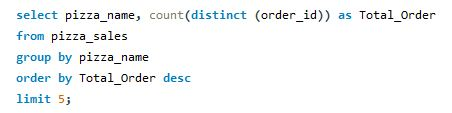 select pizza_name, count(distinct (order_id)) as Total_Order
from pizza_sales
group by pizza_name
order by Total_Order desc
limit 5;